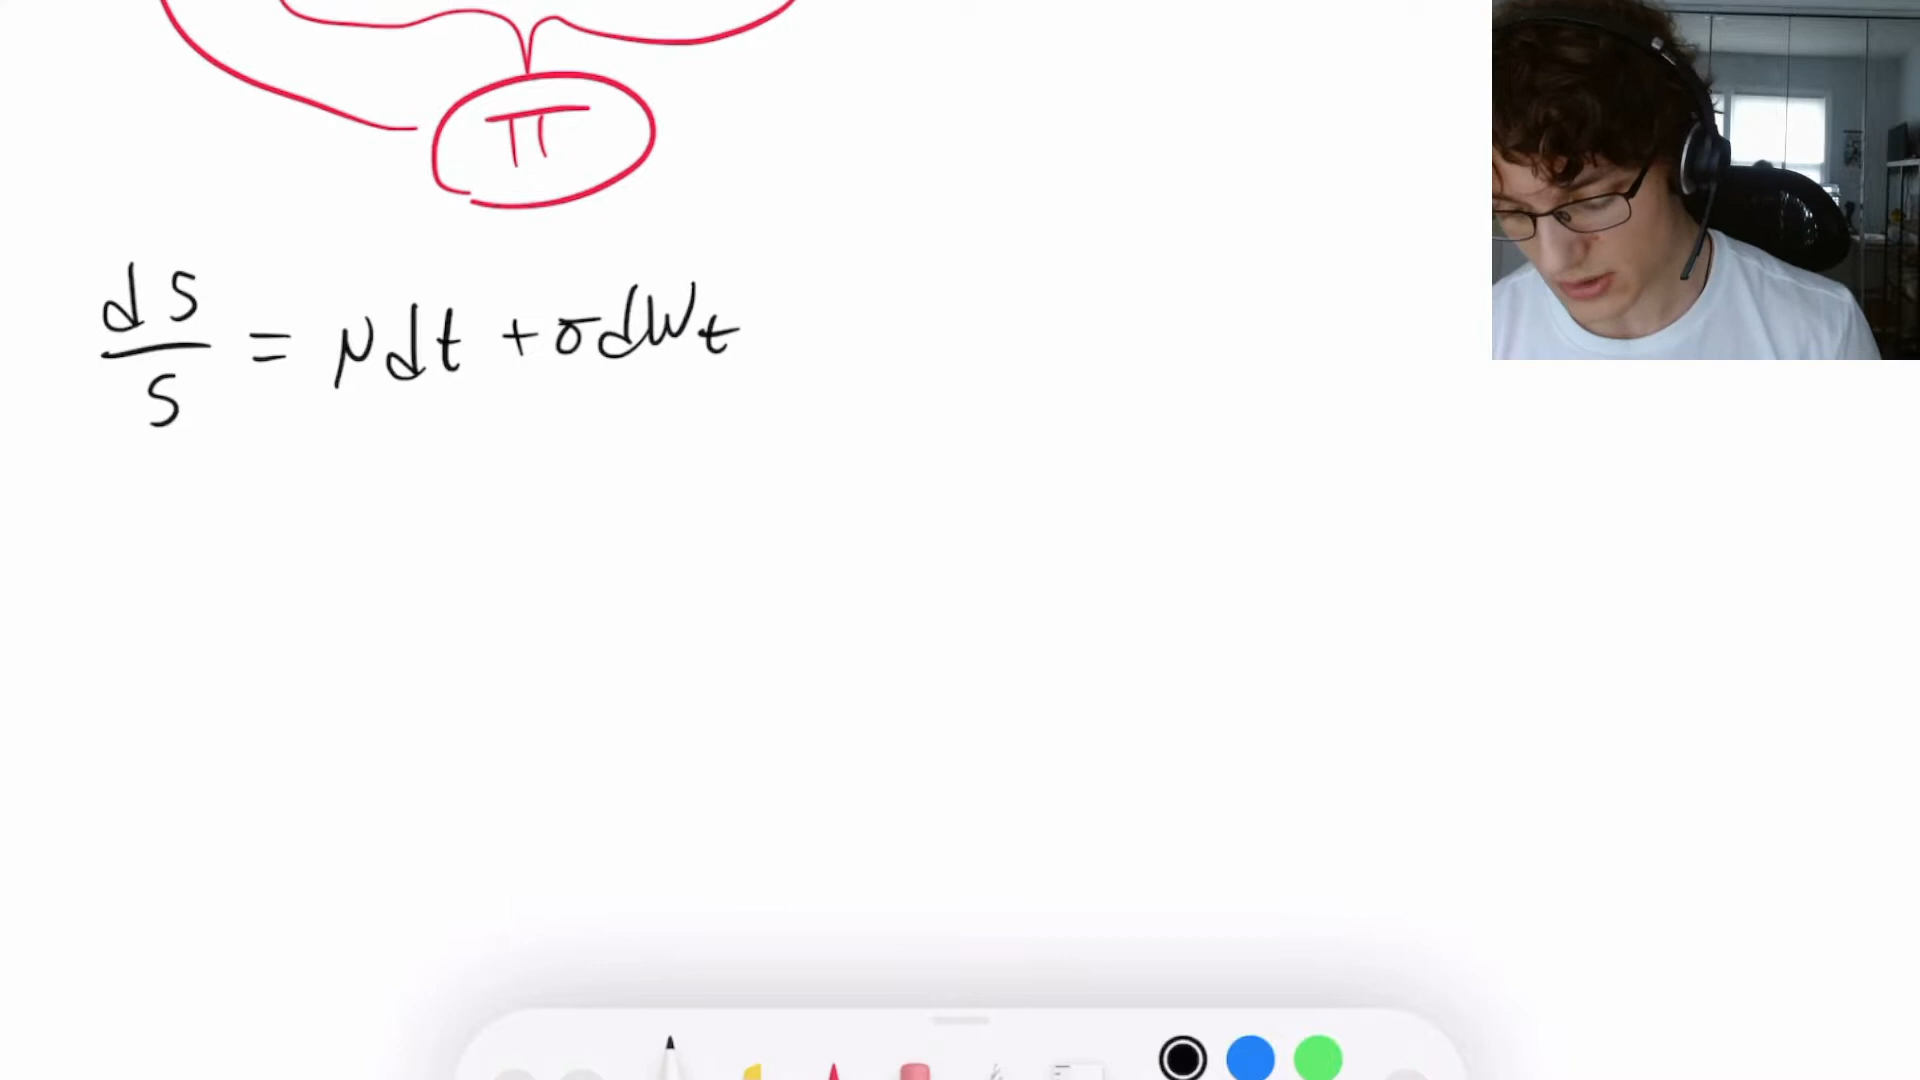 Π
dS/S = μdt + σdW_t